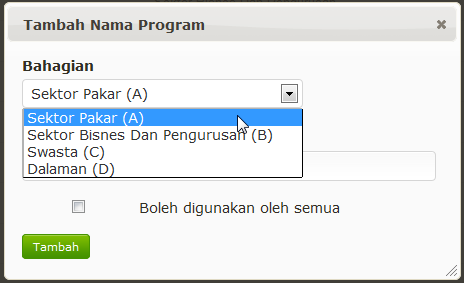 Tambah Nama Program
Bahagian
Sektor Pakar (A)
Sektor Pakar (A)
Sektor Bisnes Dan Pengurusan (B)
Swasta (C)
Dalaman (D)
Boleh digunakan oleh semua
Tambah